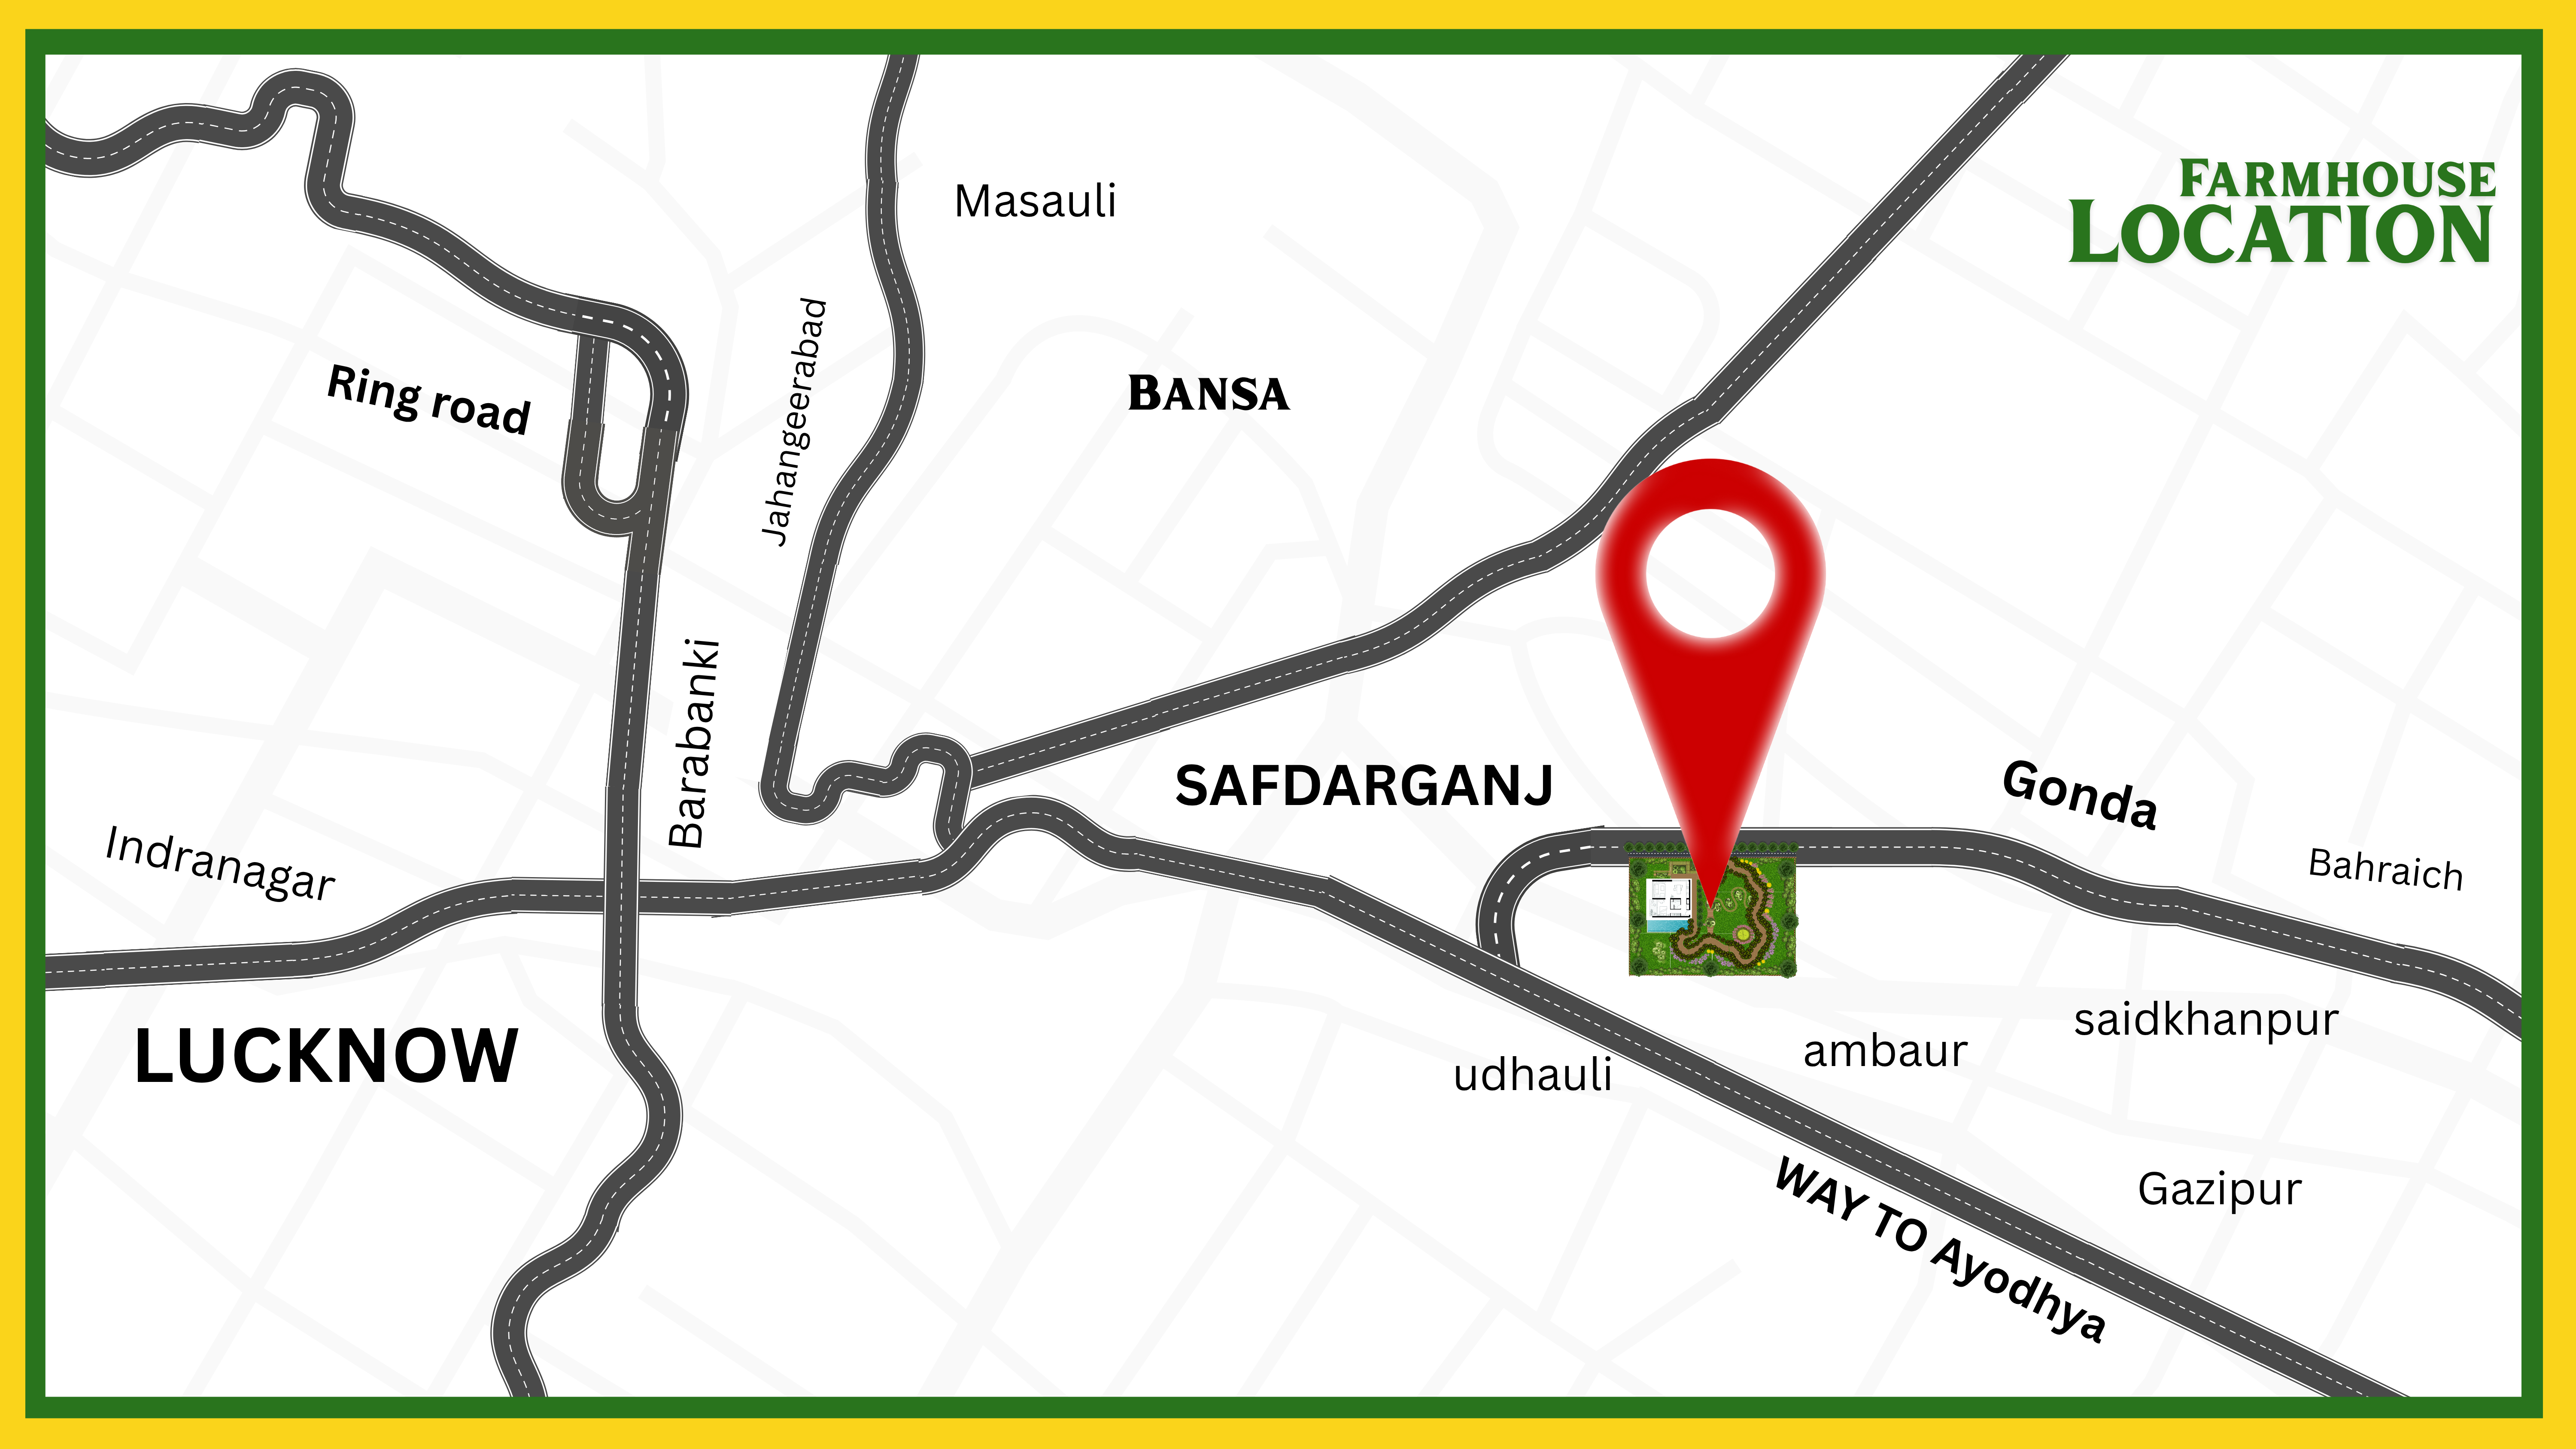 FARMHOUSE
LOCATION
Masauli
Jahangeerabad
BANSA
Ring road
Barabanki
SAFDARGANJ
Gonda
Bahraich
Indranagar
LUCKNOW
saidkhanpur
ambaur
udhauli
Gazipur
WAY TO Ayodhya